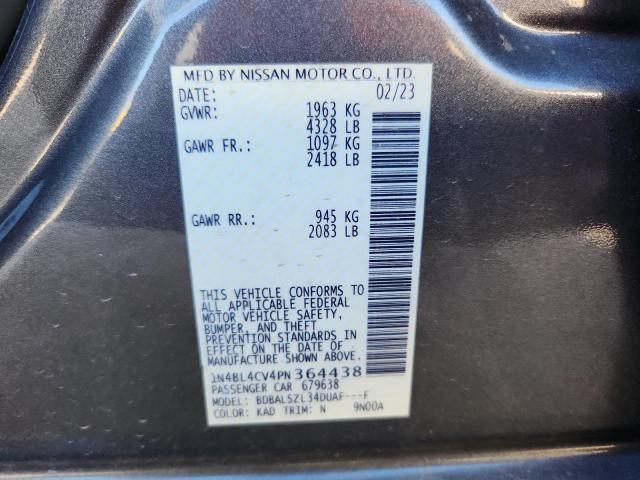 MFD BY NISSAN MOTOR CO., LTD.
DATE: 02/23
GVWR: 1963 KG
4328 LB
GAWR FR.: 1097 KG
2418 LB
GAWR RR.: 945 KG
2083 LB
THIS VEHICLE CONFORMS TO
ALL APPLICABLE FEDERAL
MOTOR VEHICLE SAFETY,
BUMPER, AND THEFT
PREVENTION STANDARDS IN
EFFECT ON THE DATE OF
MANUFACTURE SHOWN ABOVE.
1N4BL4CV4PN364438
PASSENGER CAR 679638
MODEL: BDBALSZL34DUAF---F
COLOR: KAD TRIM: N 9N00A